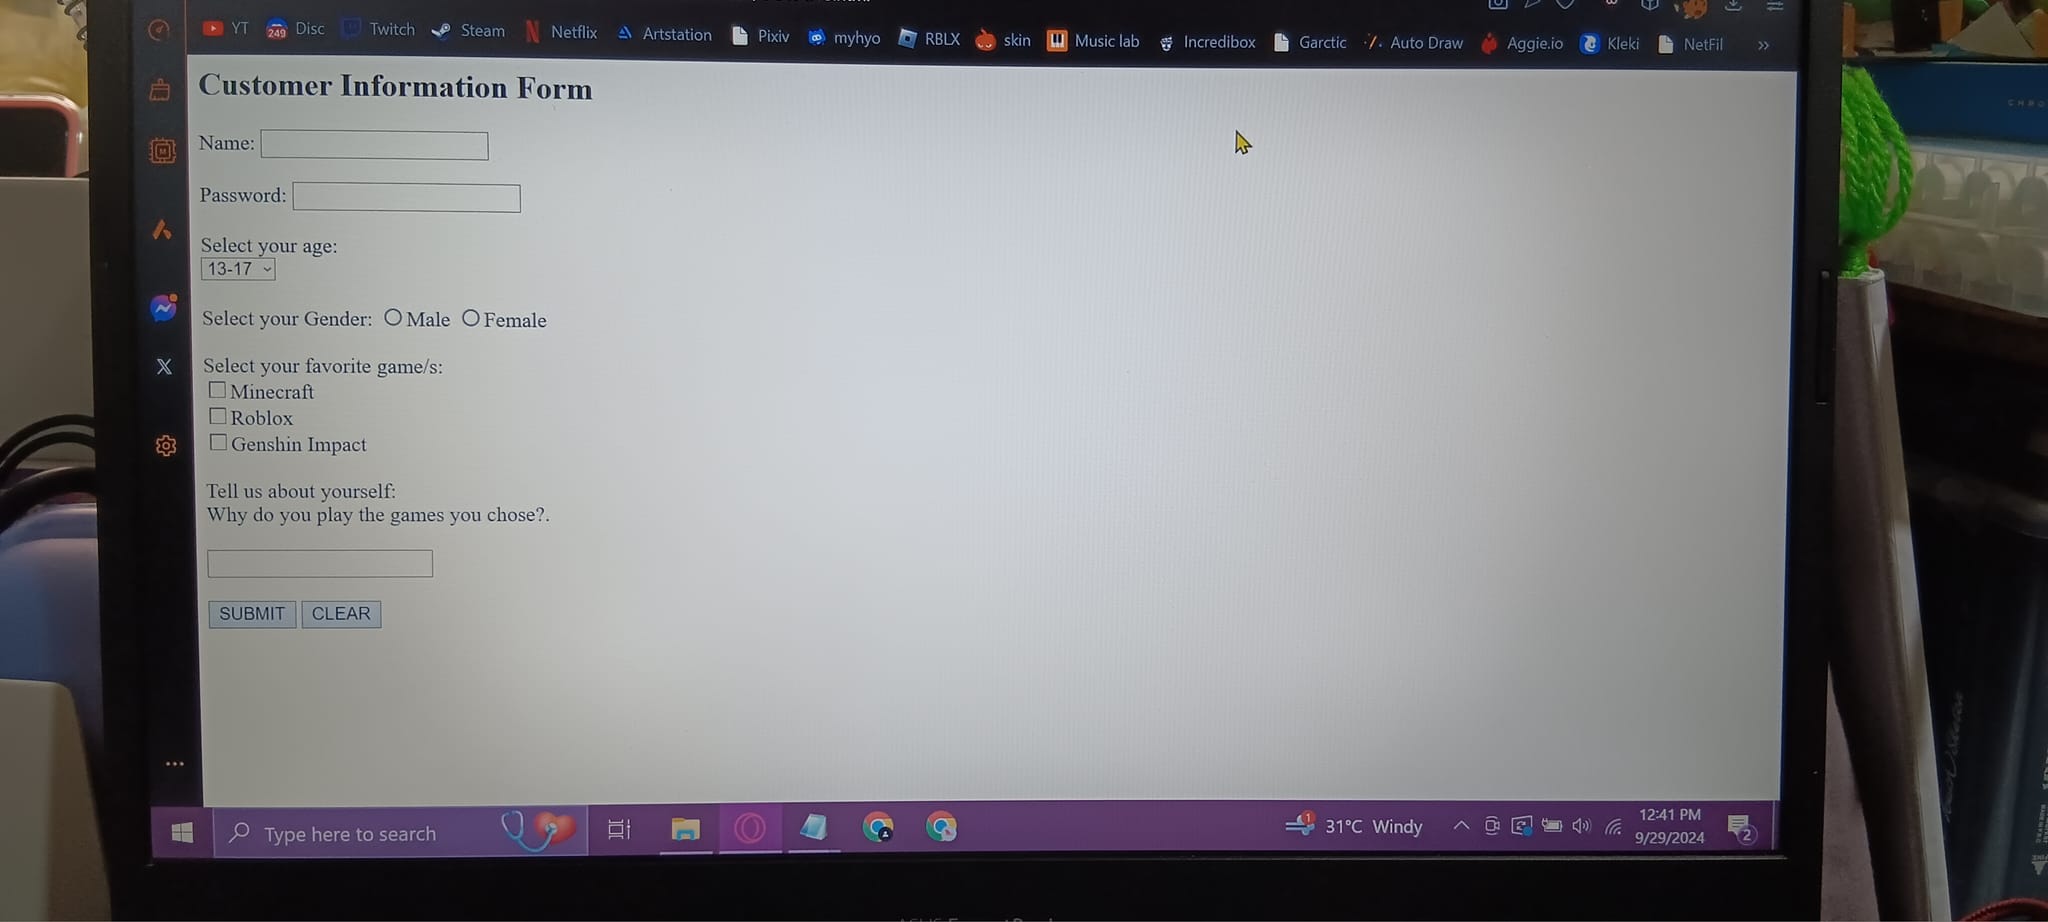 YT 249 Disc Twitch Steam Netflix Artstation Pixiv myhyo RBLX skin Music lab Incredibox Garctic Auto Draw Aggie.io Kleki NetFil »
Customer Information Form
Name:
Password:
Select your age:
13-17
Select your Gender: Male Female
Select your favorite game/s:
Minecraft
Roblox
Genshin Impact
Tell us about yourself:
Why do you play the games you chose?.
SUBMIT CLEAR
Type here to search
1 31°C Windy
12:41 PM
9/29/2024
2